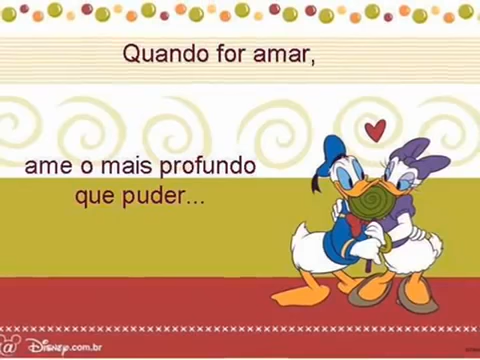 Quando for amar,
ame o mais profundo
que puder...
@ Disney.com.br